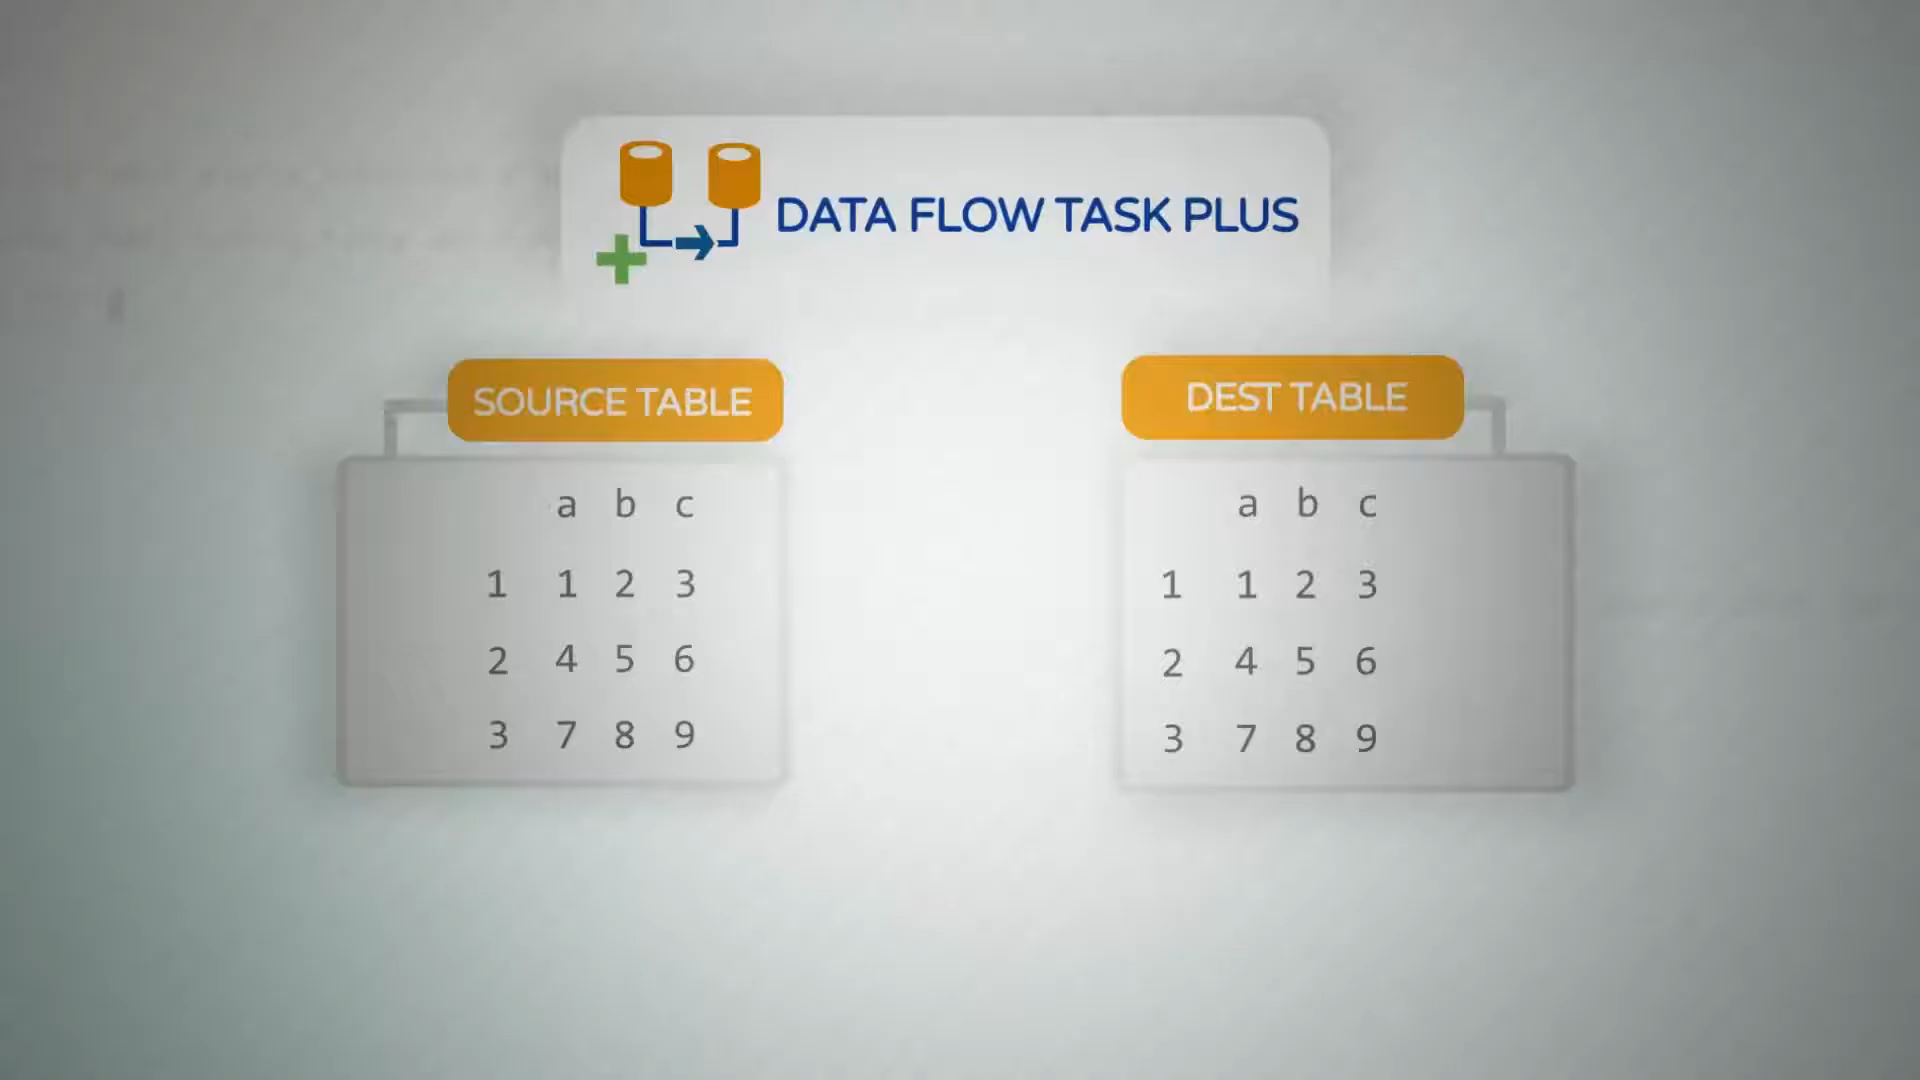 DATA FLOW TASK PLUS
SOURCE TABLE
a b c
1 1 2 3
2 4 5 6
3 7 8 9
DEST TABLE
a b c
1 1 2 3
2 4 5 6
3 7 8 9